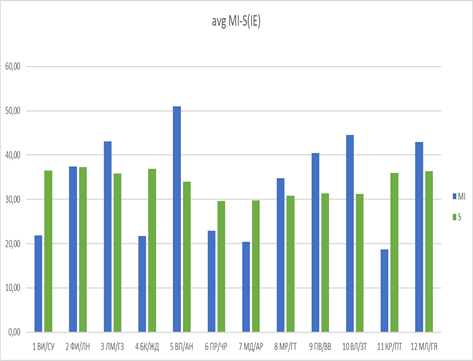 avg MI-S(IE)
60,00
50,00
40,00
30,00
20,00
10,00
0,00
1 ВИ/СУ 2 ФИ/ЛН 3 ЛМ/ГЗ 4 БК/ЖД 5 ВП/АН 6 ПР/ЧР 7 МД/АР 8 МР/ГТ 9 ПВ/ВВ 10 ВЛ/ЗТ 11 КР/ПТ 12 МЛ/ГЯ
MI
S